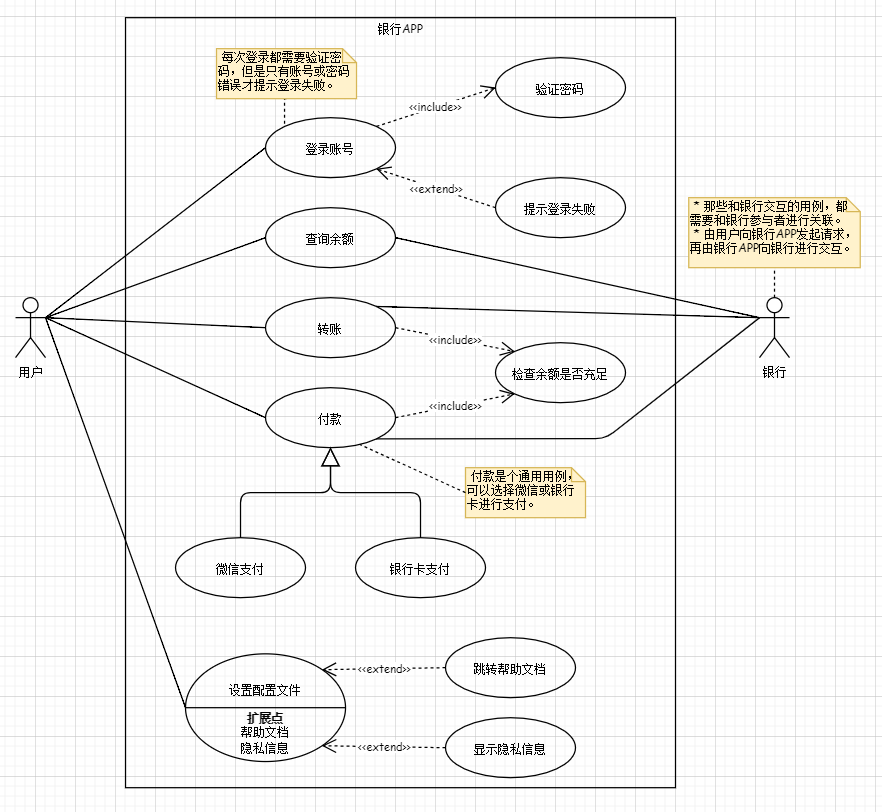 银行APP
每次登录都需要验证密
码，但是只有账号或密码
错误才提示登录失败。
验证密码
<<include>>
登录账号
<<extend>>
提示登录失败
* 那些和银行交互的用例，都
需要和银行参与者进行关联。
* 由用户向银行APP发起请求，
再由银行APP向银行进行交互。
查询余额
转账
<<include>>
用户
检查余额是否充足
银行
<<include>>
付款
付款是个通用用例，
可以选择微信或银行
卡进行支付。
微信支付
银行卡支付
设置配置文件
扩展点
帮助文档
隐私信息
<<extend>>
跳转帮助文档
<<extend>>
显示隐私信息